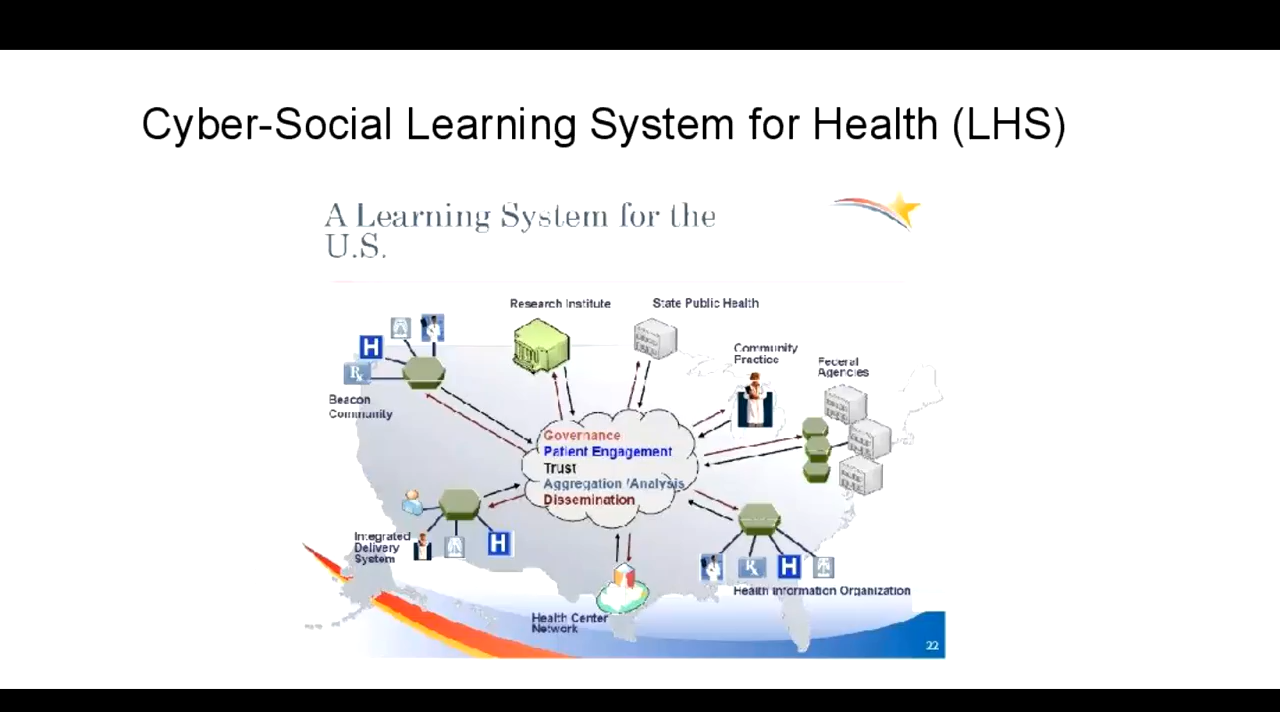 Cyber-Social Learning System for Health (LHS)
A Learning System for the
U.S.
Research Institute
State Public Health
Community
Practice
Federal
Agencies
H
Rx
Beacon
Community
Governance
Patient Engagement
Trust
Aggregation /Analysis
Dissemination
Integrated
Delivery
System
H
Rx
H
Health Information Organization
Health Center
Network
22